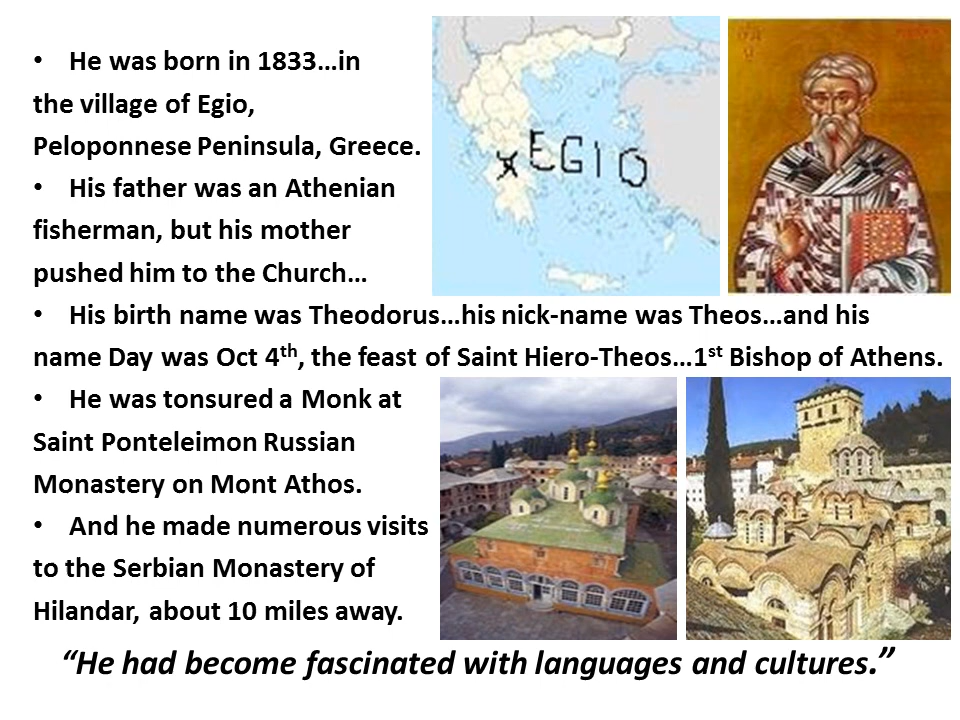 • He was born in 1833…in
the village of Egio,
Peloponnese Peninsula, Greece.
• His father was an Athenian
fisherman, but his mother
pushed him to the Church…
XEGIO
• His birth name was Theodorus…his nick-name was Theos…and his
name Day was Oct 4th, the feast of Saint Hiero-Theos…1st Bishop of Athens.
• He was tonsured a Monk at
Saint Ponteleimon Russian
Monastery on Mont Athos.
• And he made numerous visits
to the Serbian Monastery of
Hilandar, about 10 miles away.
“He had become fascinated with languages and cultures.”